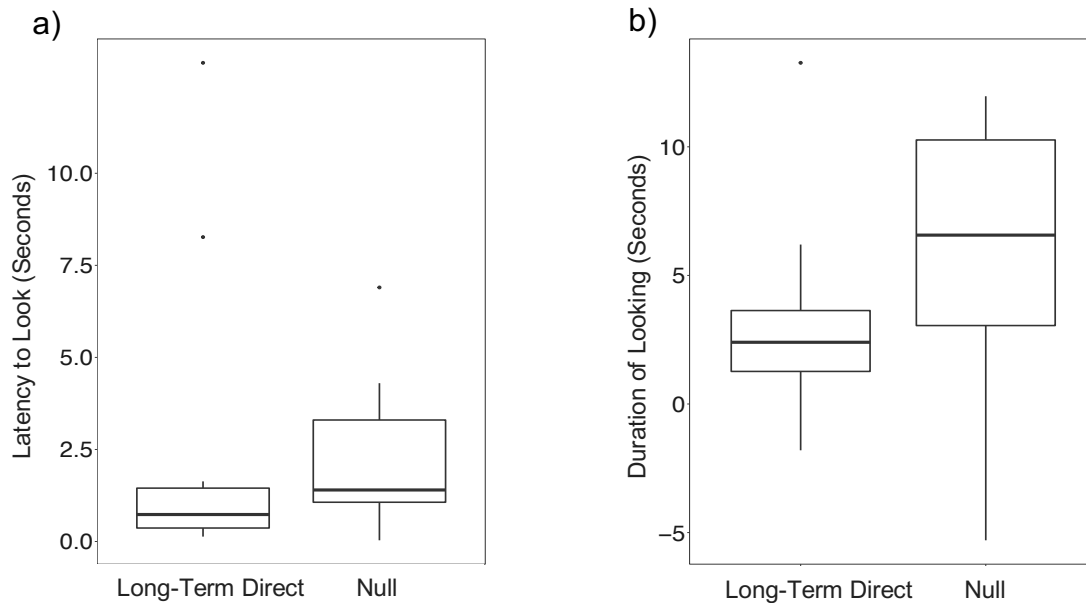 a)
Latency to Look (Seconds)
10.0
7.5
5.0
2.5
0.0
Long-Term Direct Null
b)
Duration of Looking (Seconds)
10
5
0
−5
Long-Term Direct Null